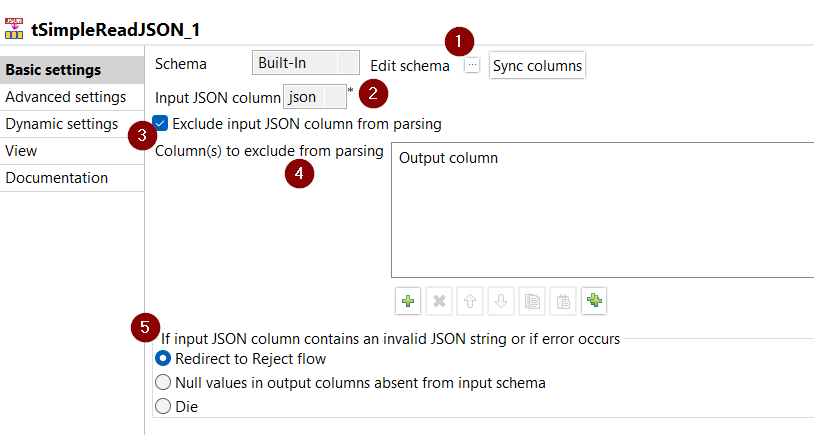 JSON
tSimpleReadJSON_1
Basic settings
Advanced settings
Dynamic settings
View
Documentation
1
Schema Built-In Edit schema ... Sync columns
Input JSON column json * 2
3 Exclude input JSON column from parsing
Column(s) to exclude from parsing Output column
4
5
If input JSON column contains an invalid JSON string or if error occurs
Redirect to Reject flow
Null values in output columns absent from input schema
Die